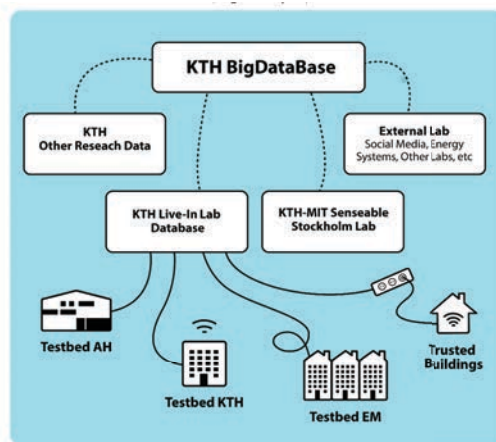 KTH BigDataBase
KTH
Other Reseach Data
External Lab
Social Media, Energy
Systems, Other Labs, etc
KTH Live-In Lab
Database
KTH-MIT Senseable
Stockholm Lab
Testbed AH
Testbed KTH
Testbed EM
Trusted
Buildings